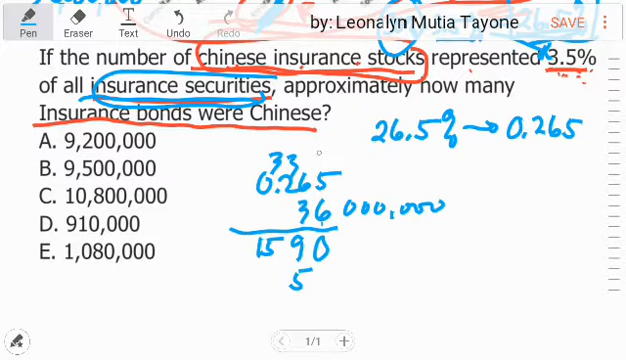 by: Leonalyn Mutia Tayone
SAVE
Pen
Eraser
Text
Undo
If the number of chinese insurance stocks represented 3.5%
of all insurance securities, approximately how many
Insurance bonds were Chinese?
A. 9,200,000
B. 9,500,000
C. 10,800,000
D. 910,000
E. 1,080,000
26.5% → 0.265
33
0.265
36 000,000
1590
5
1/1